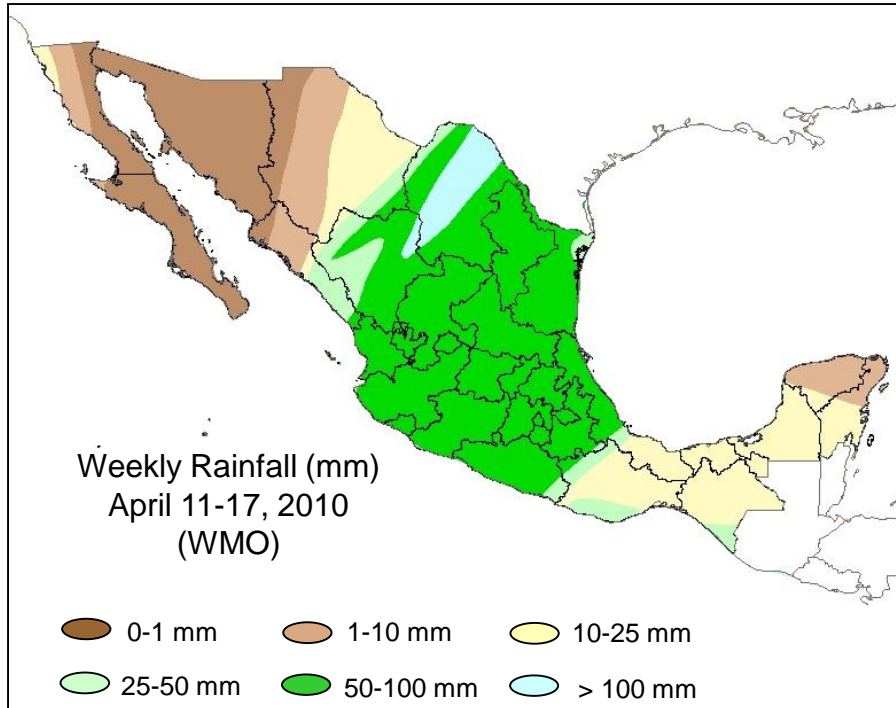 Weekly Rainfall (mm)
April 11-17, 2010
(WMO)
0-1 mm
1-10 mm
10-25 mm
25-50 mm
50-100 mm
> 100 mm